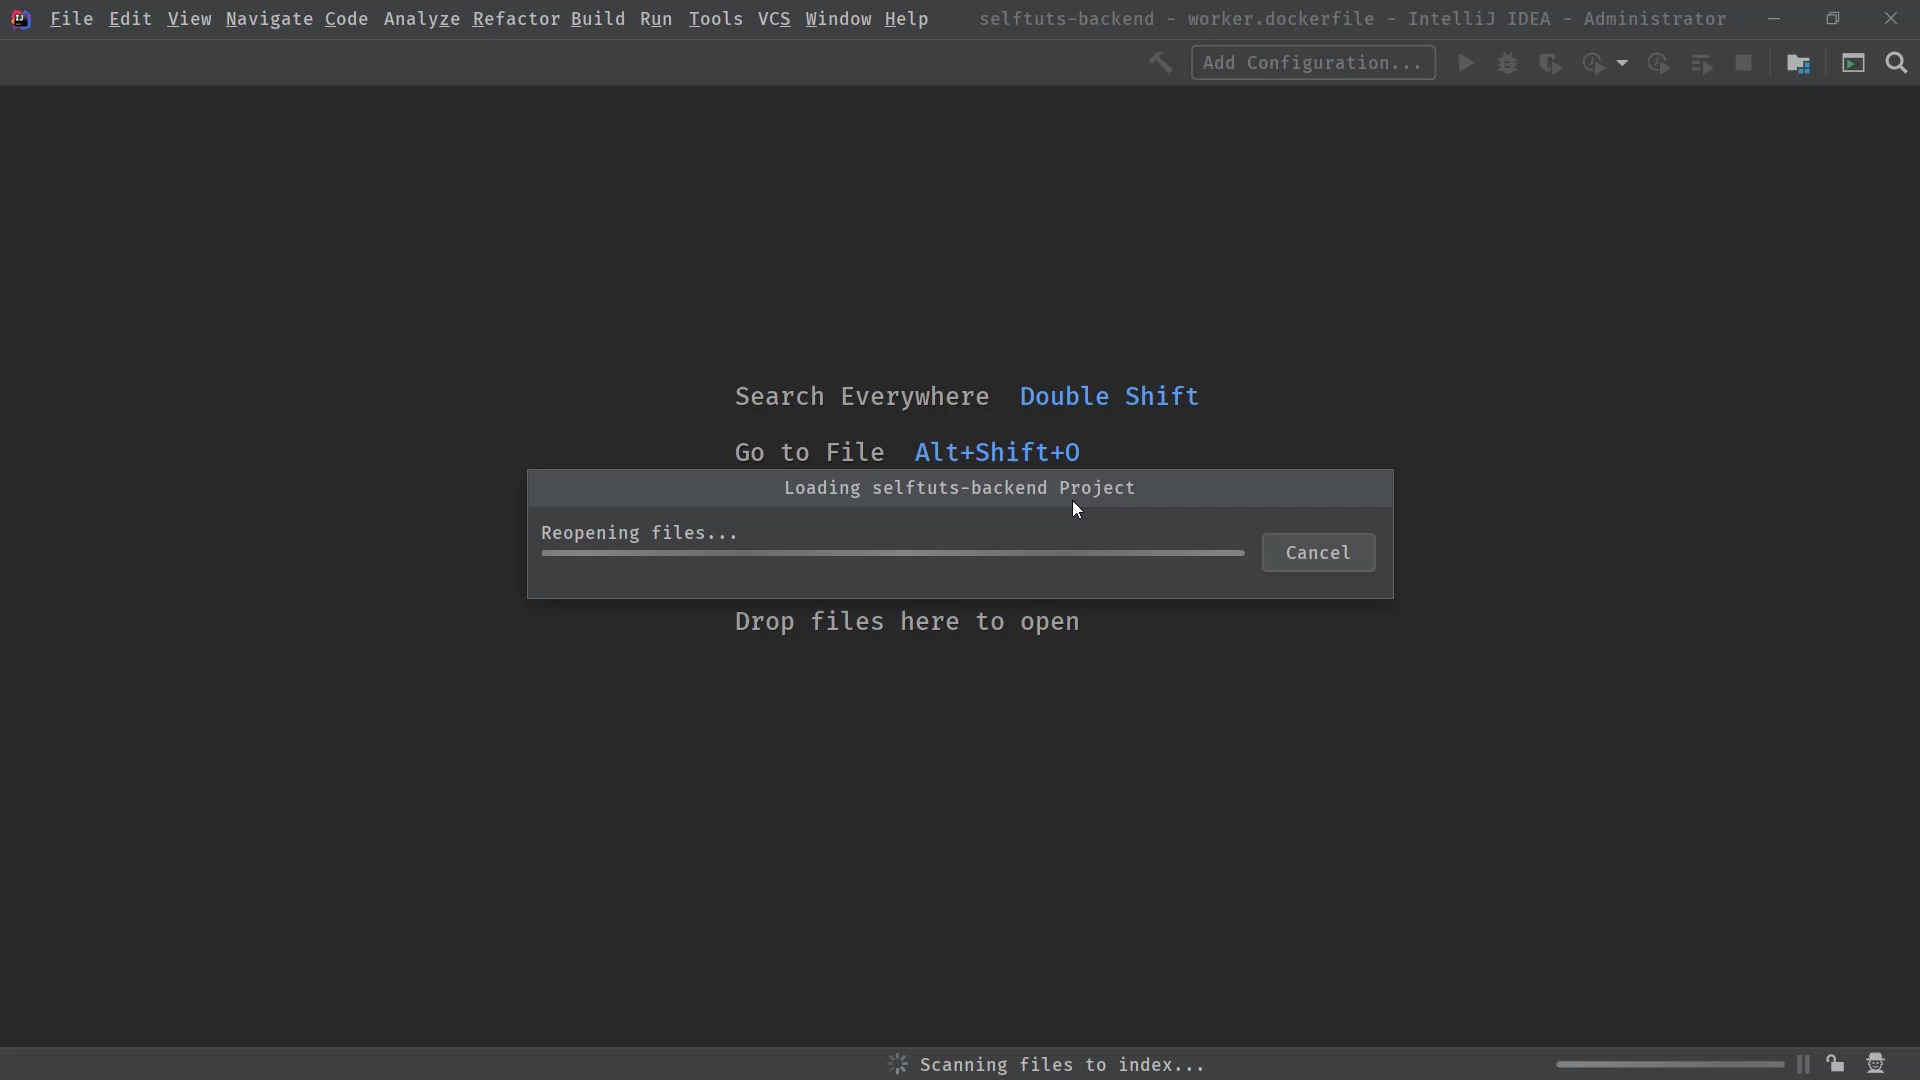 File Edit View Navigate Code Analyze Refactor Build Run Tools VCS Window Help selftuts-backend - worker.dockerfile - IntelliJ IDEA - Administrator
Add Configuration...
Search Everywhere Double Shift
Go to File Alt+Shift+O
Loading selftuts-backend Project
Reopening files...
Cancel
Drop files here to open
Scanning files to index...